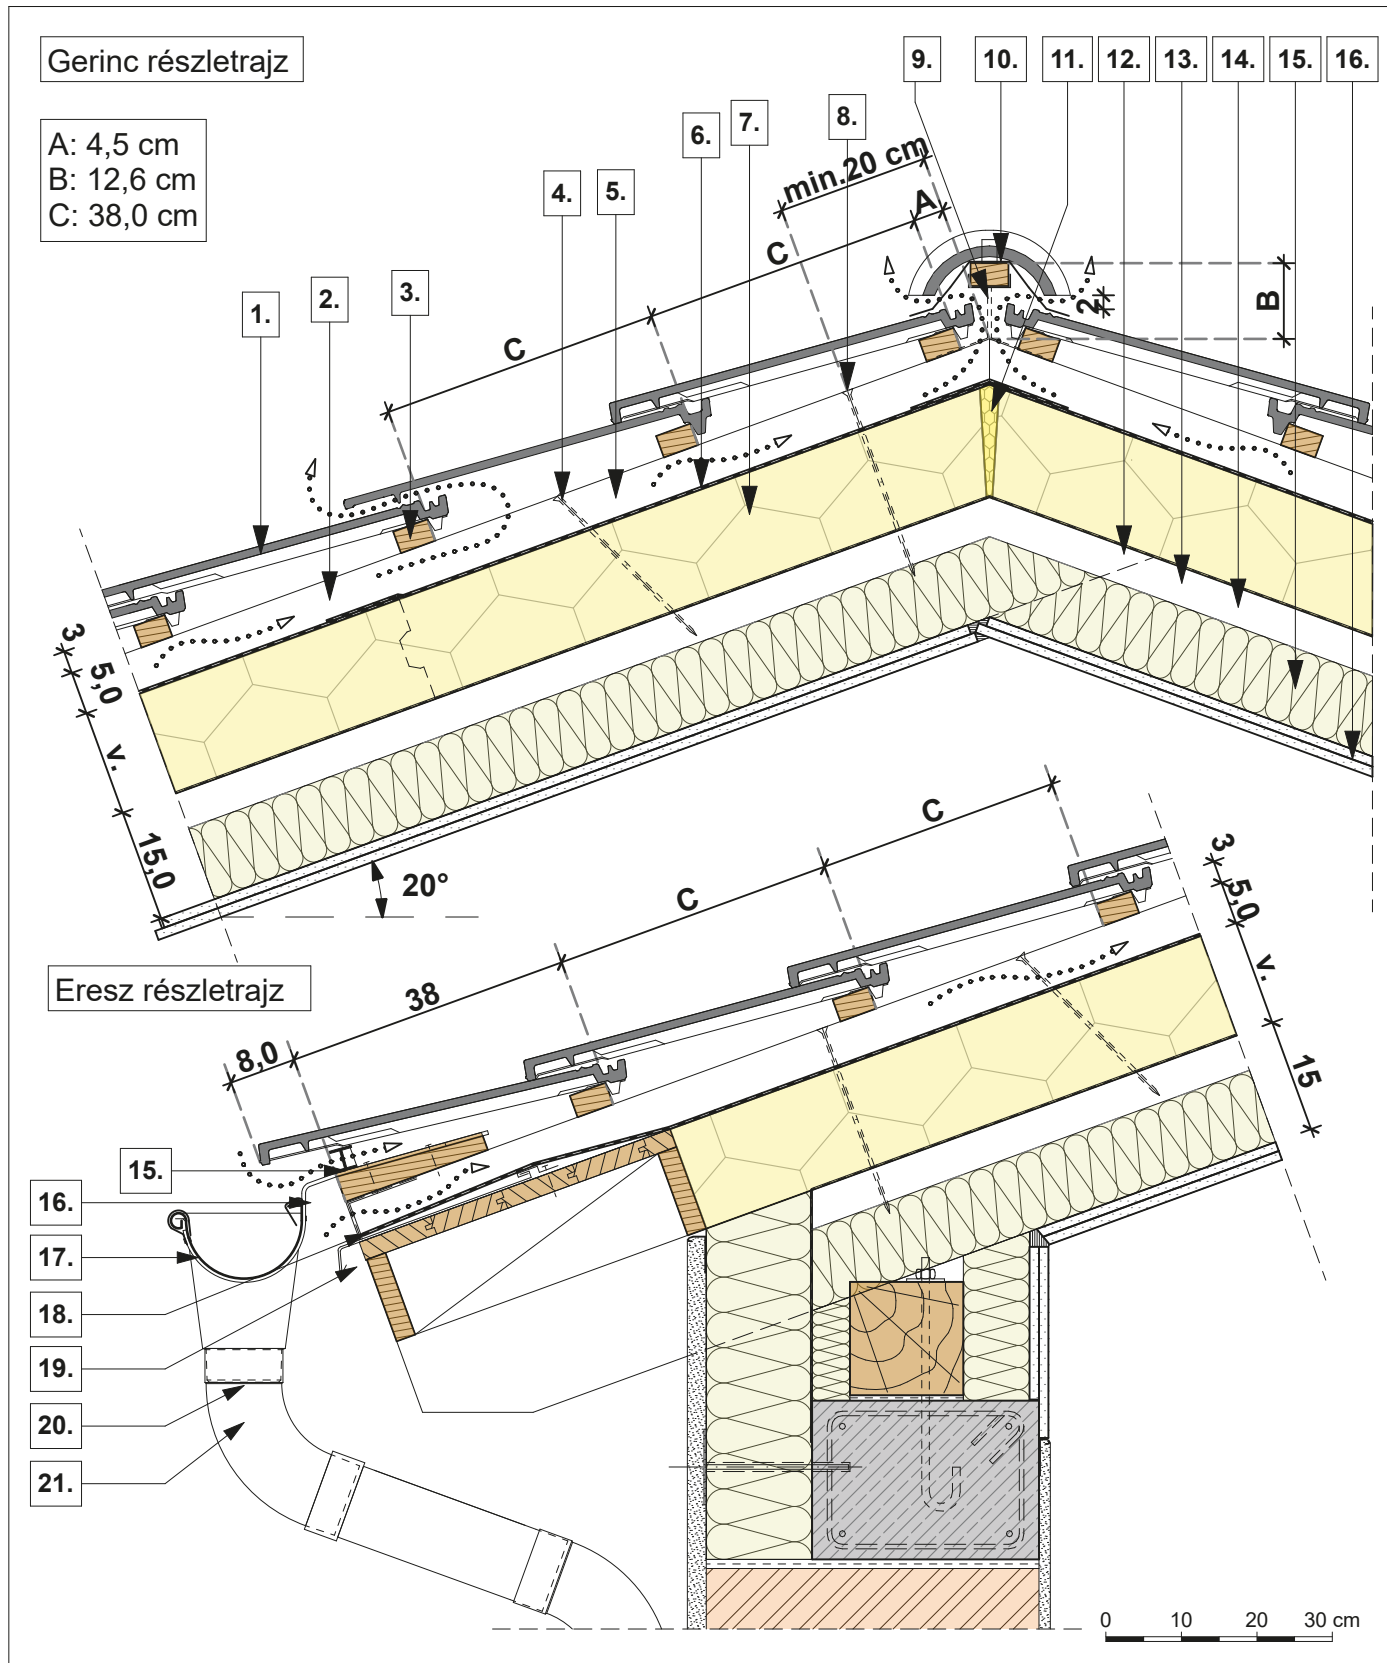 Gerinc részletrajz
A: 4,5 cm
B: 12,6 cm
C: 38,0 cm
9.
10.
11.
12.
13.
14.
15.
16.
8.
7.
6.
5.
4.
3.
2.
1.
min.20 cm
A
C
C
2
B
3
5,0
v.
15,0
20°
Eresz részletrajz
C
C
38
8,0
3
5,0
v.
15
15.
16.
17.
18.
19.
20.
21.
0 10 20 30 cm